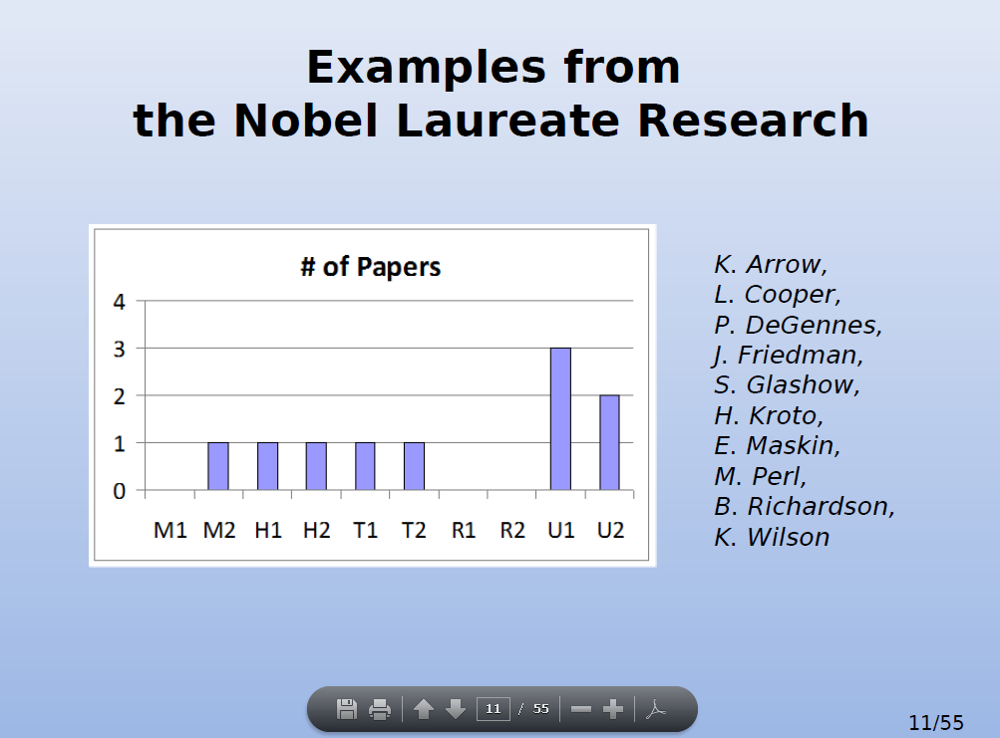 Examples from
the Nobel Laureate Research
# of Papers
4
3
2
1
0
M1 M2 H1 H2 T1 T2 R1 R2 U1 U2
K. Arrow,
L. Cooper,
P. DeGennes,
J. Friedman,
S. Glashow,
H. Kroto,
E. Maskin,
M. Perl,
B. Richardson,
K. Wilson
11 / 55
11/55